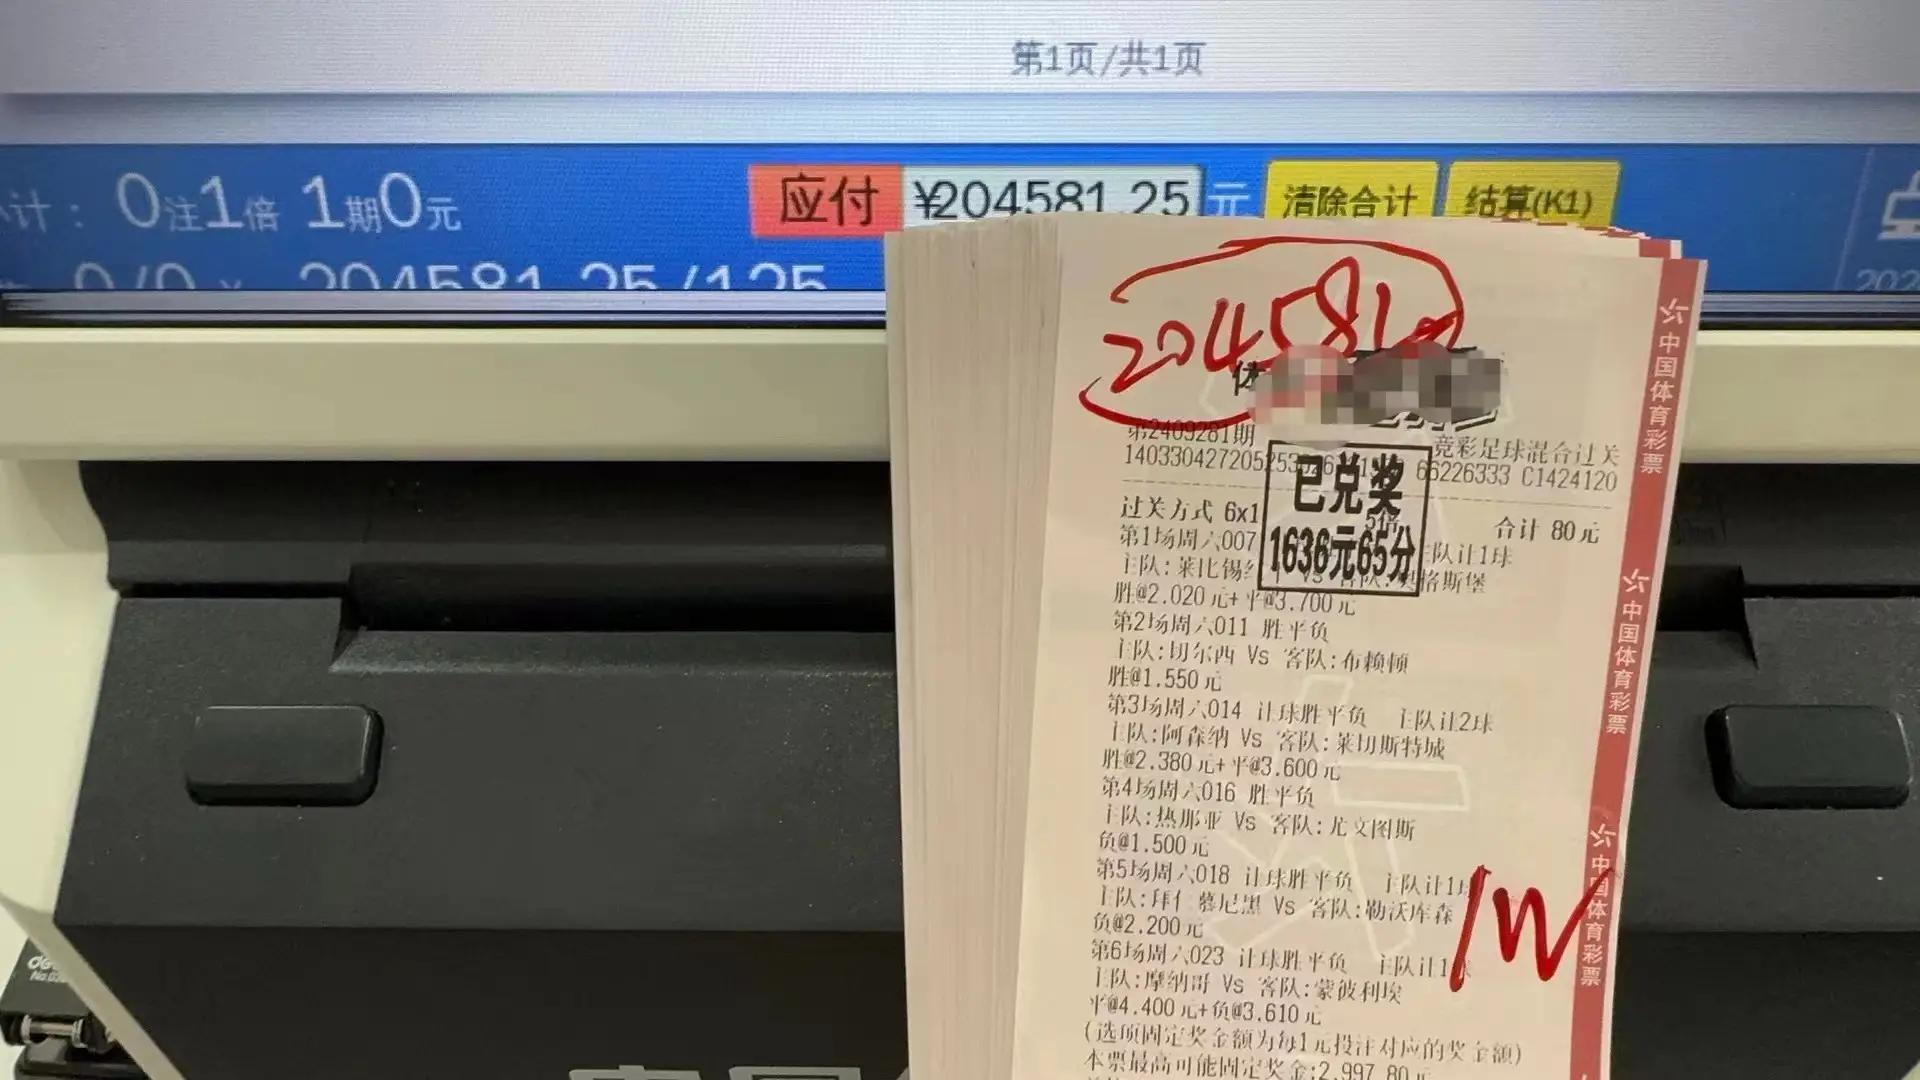 第1页/共1页
计： 0注1倍 1期0元
应付 ¥204581.25 元 清除合计 结算(K1)
204581.25/125
204581
体
第2409281期
竞彩足球混合过关
66226333 C1424120
已兑奖
1636元65分
过关方式 6x1
5倍
合计 80元
第1场周六007
主队让1球
主队:莱比锡红 Vs 客队:奥格斯堡
胜@2.020元+平@3.700元
第2场周六011 胜平负
主队:切尔西 Vs 客队:布赖顿
胜@1.550元
第3场周六014 让球胜平负 主队让2球
主队:阿森纳 Vs 客队:莱切斯特城
胜@2.380元+平@3.600元
第4场周六016 胜平负
主队:热那亚 Vs 客队:尤文图斯
负@1.500元
第5场周六018 让球胜平负 主队让1球
主队:拜仁慕尼黑 Vs 客队:勒沃库森
负@2.200元
第6场周六023 让球胜平负 主队让1球
主队:摩纳哥 Vs 客队:蒙彼利埃
平@4.400元+负@3.610元
(选项固定奖金额为每1元投注对应的奖金额)
本票最高可能固定奖金:2,997.80元
中国体育彩票
中国体育彩票
中国体育彩票